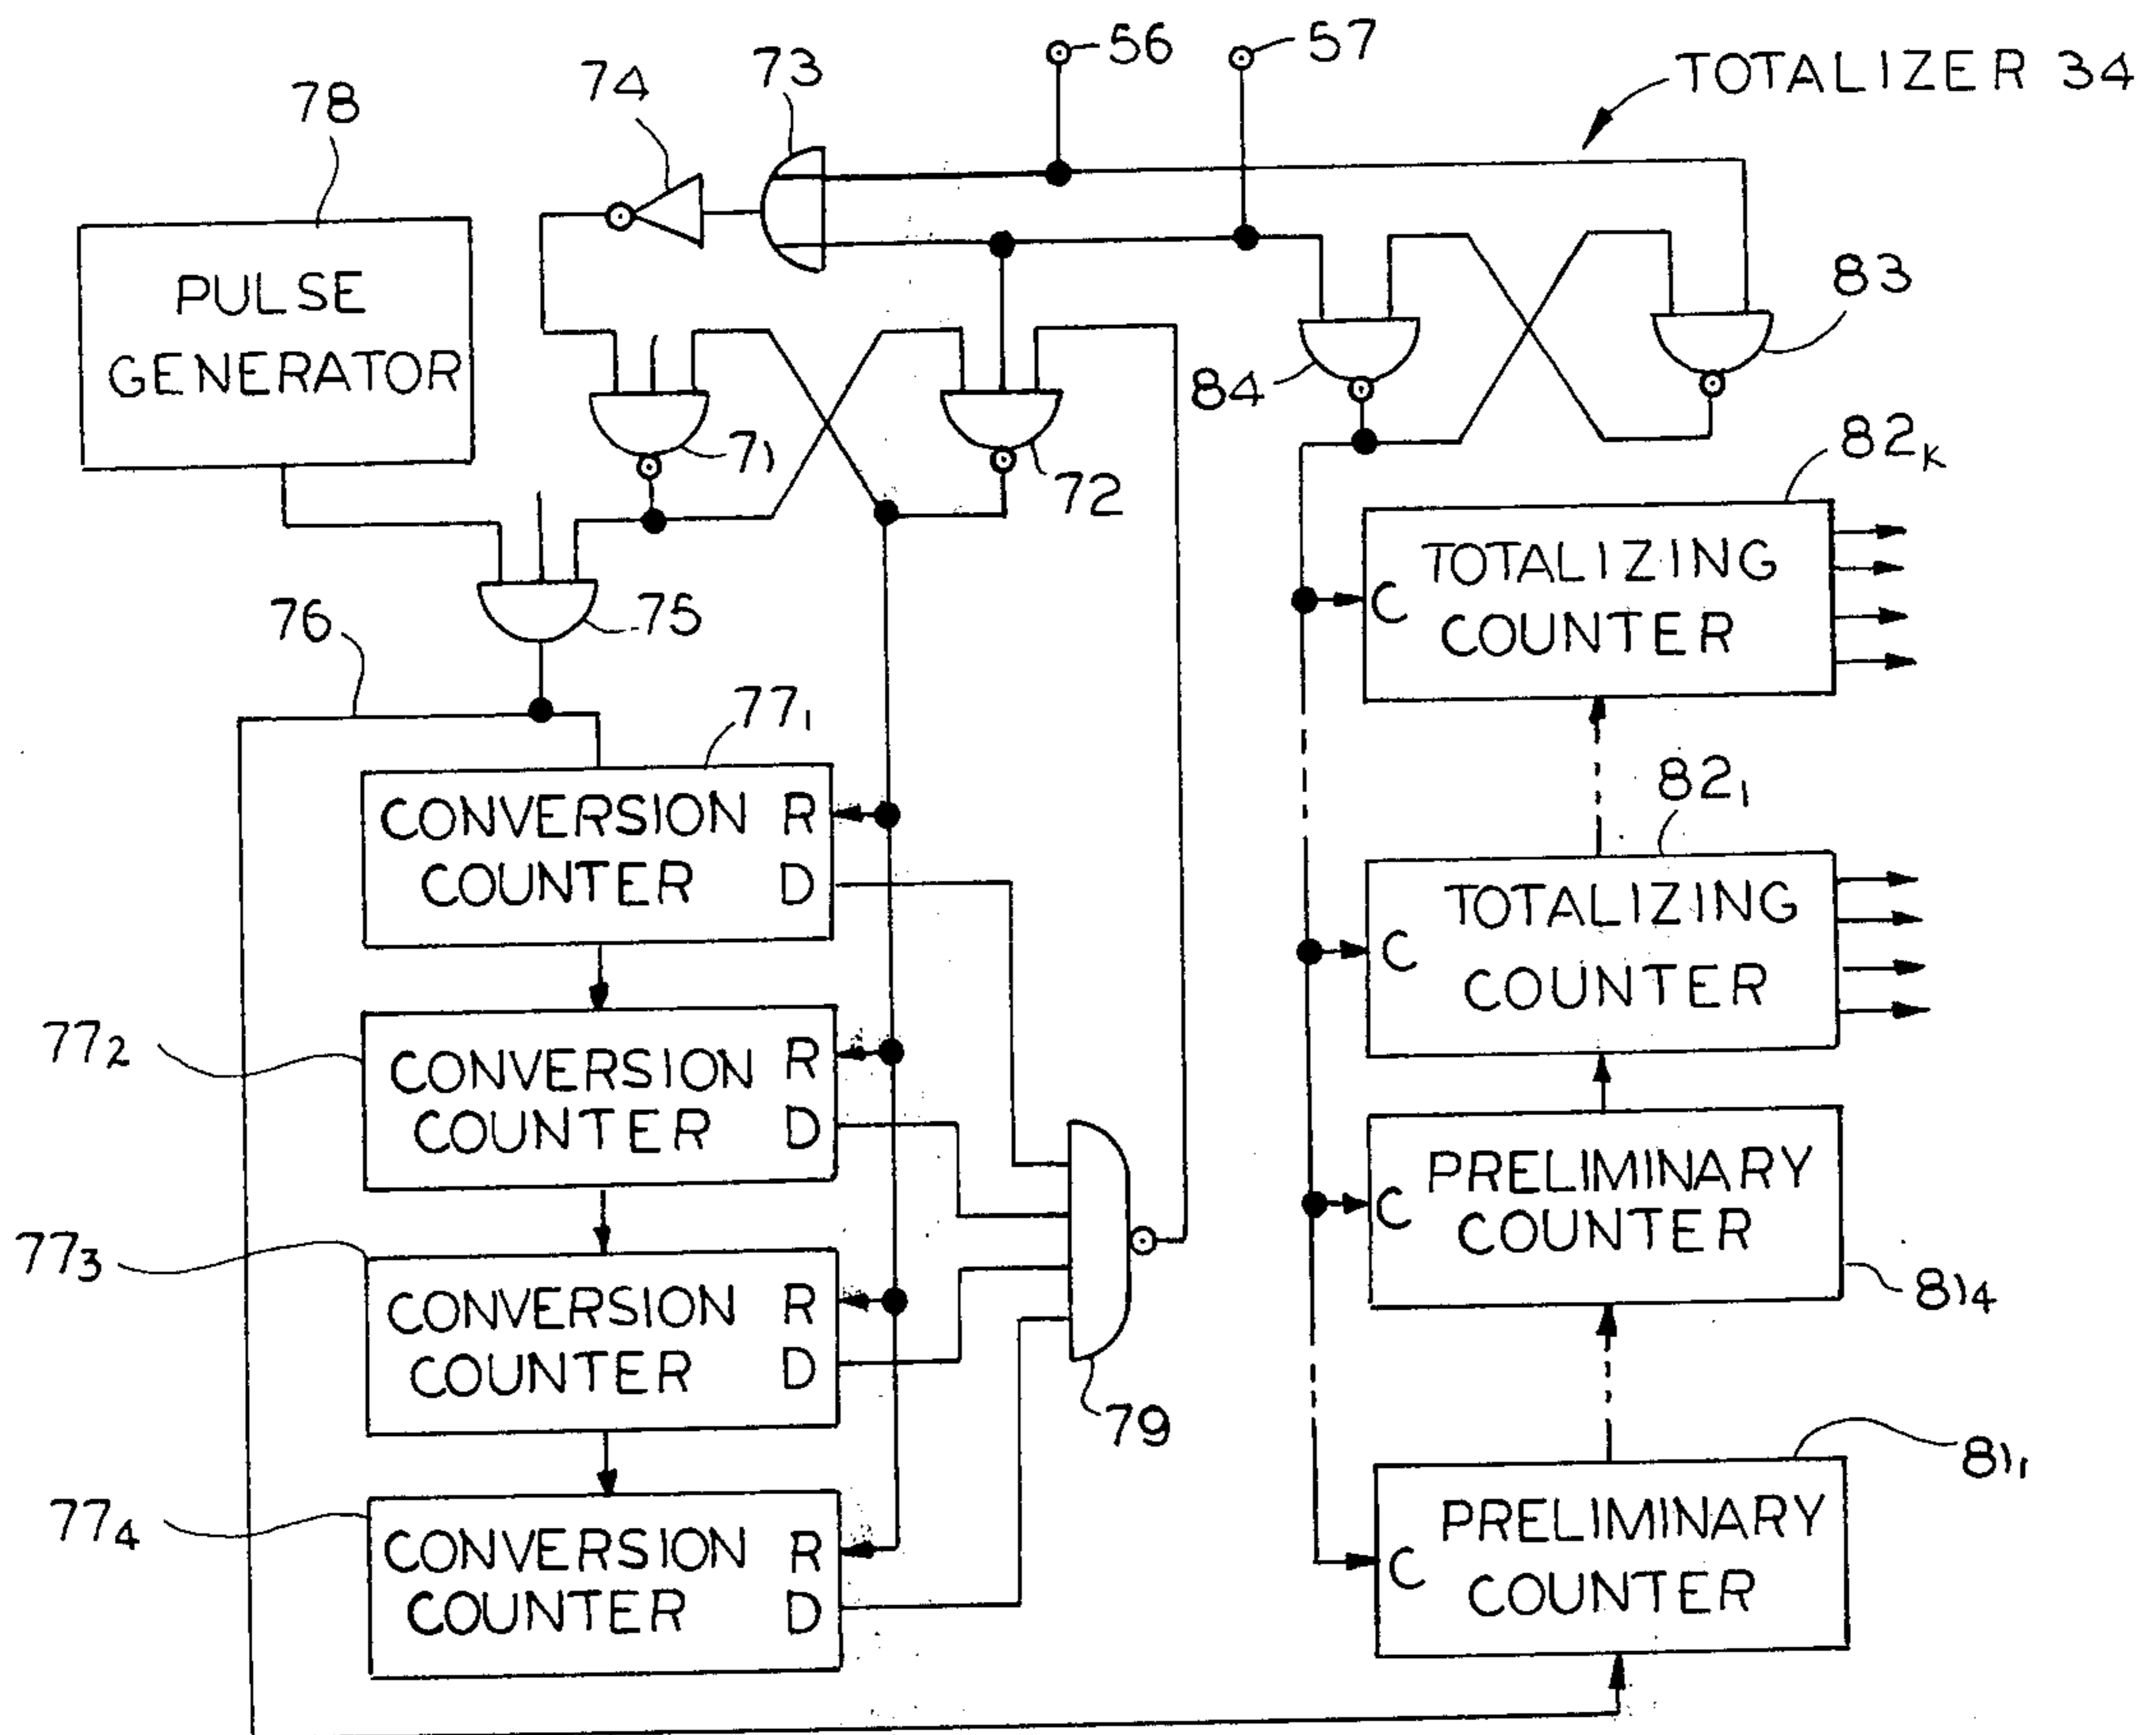 56
57
TOTALIZER 34
73
74
78
PULSE
GENERATOR
83
84
71
72
82K
TOTALIZING
COUNTER
C
75
76
77₁
CONVERSION R
COUNTER D
82₁
TOTALIZING
C
COUNTER
77₂
CONVERSION R
COUNTER D
PRELIMINARY
C
COUNTER
81₄
77₃
CONVERSION R
COUNTER D
79
81₁
77₄
CONVERSION R
COUNTER D
PRELIMINARY
C
COUNTER